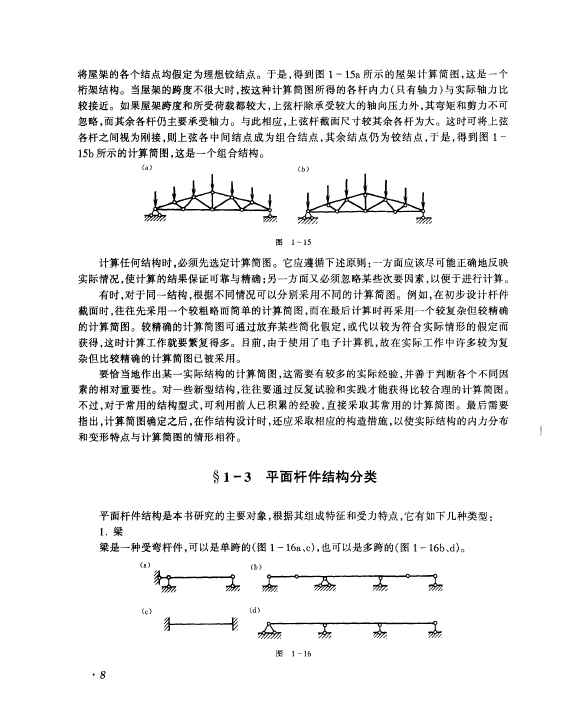 将屋架的各个结点均假定为理想铰结点。于是,得到图 1-15a 所示的屋架计算简图,这是一个
桁架结构。当屋架的跨度不很大时,按这种计算简图所得的各杆内力(只有轴力)与实际轴力比
较接近。如果屋架跨度和所受荷载都较大,上弦杆除承受较大的轴向压力外,其弯矩和剪力不可
忽略,而其余各杆仍主要承受轴力。与此相应,上弦杆截面尺寸较其余各杆为大。这时可将上弦
各杆之间视为刚接,则上弦各中间结点成为组合结点,其余结点仍为铰结点,于是,得到图 1-
15b 所示的计算简图,这是一个组合结构。
(a) (b)
图 1-15
计算任何结构时,必须先选定计算简图。它应遵循下述原则:一方面应该尽可能正确地反映
实际情况,使计算的结果保证可靠与精确;另一方面又必须忽略某些次要因素,以便于进行计算。
有时,对于同一结构,根据不同情况可以分别采用不同的计算简图。例如,在初步设计杆件
截面时,往往先采用一个较粗略而简单的计算简图,而在最后计算时再采用一个较复杂但较精确
的计算简图。较精确的计算简图可通过放弃某些简化假定,或代以较为符合实际情形的假定而
获得,这时计算工作就要繁复得多。目前,由于使用了电子计算机,故在实际工作中许多较为复
杂但比较精确的计算简图已被采用。
要恰当地作出某一实际结构的计算简图,这需要有较多的实际经验,并善于判断各个不同因
素的相对重要性。对一些新型结构,往往要通过反复试验和实践才能获得比较合理的计算简图。
不过,对于常用的结构型式,可利用前人已积累的经验,直接采取其常用的计算简图。最后需要
指出,计算简图确定之后,在作结构设计时,还应采取相应的构造措施,以使实际结构的内力分布
和变形特点与计算简图的情形相符。
§1-3 平面杆件结构分类
平面杆件结构是本书研究的主要对象,根据其组成特征和受力特点,它有如下几种类型:
1. 梁
梁是一种受弯杆件,可以是单跨的(图 1-16a、c),也可以是多跨的(图 1-16b、d)。
(a) (b)
(c) (d)
图 1-16
· 8